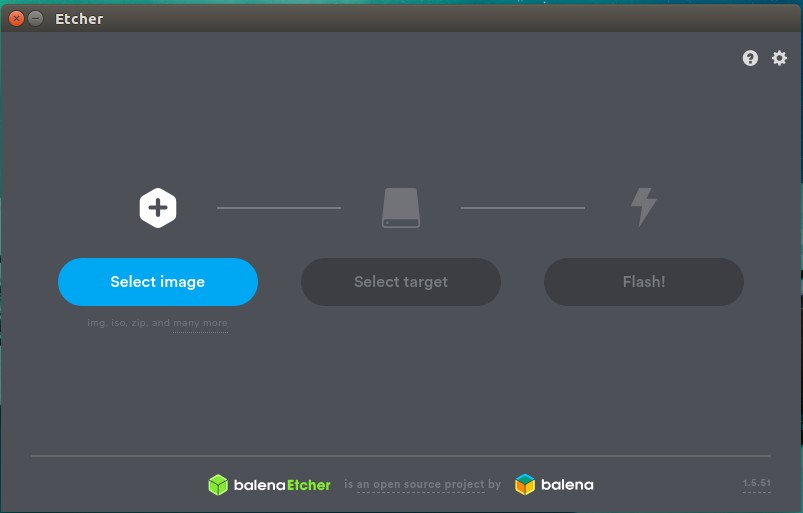 Etcher
Select image
Select target
Flash!
img, iso, zip, and many more
balenaEtcher is an open source project by balena
1.5.51